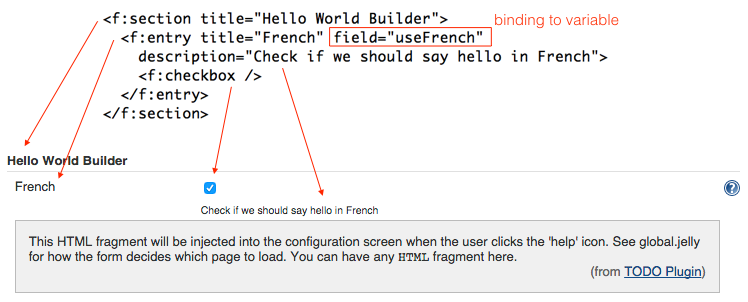 <f:section title="Hello World Builder">
binding to variable
<f:entry title="French" field="useFrench"
description="Check if we should say hello in French">
<f:checkbox />
</f:entry>
</f:section>
Hello World Builder
French
?
Check if we should say hello in French
This HTML fragment will be injected into the configuration screen when the user clicks the 'help' icon. See global.jelly
for how the form decides which page to load. You can have any HTML fragment here.
(from TODO Plugin)